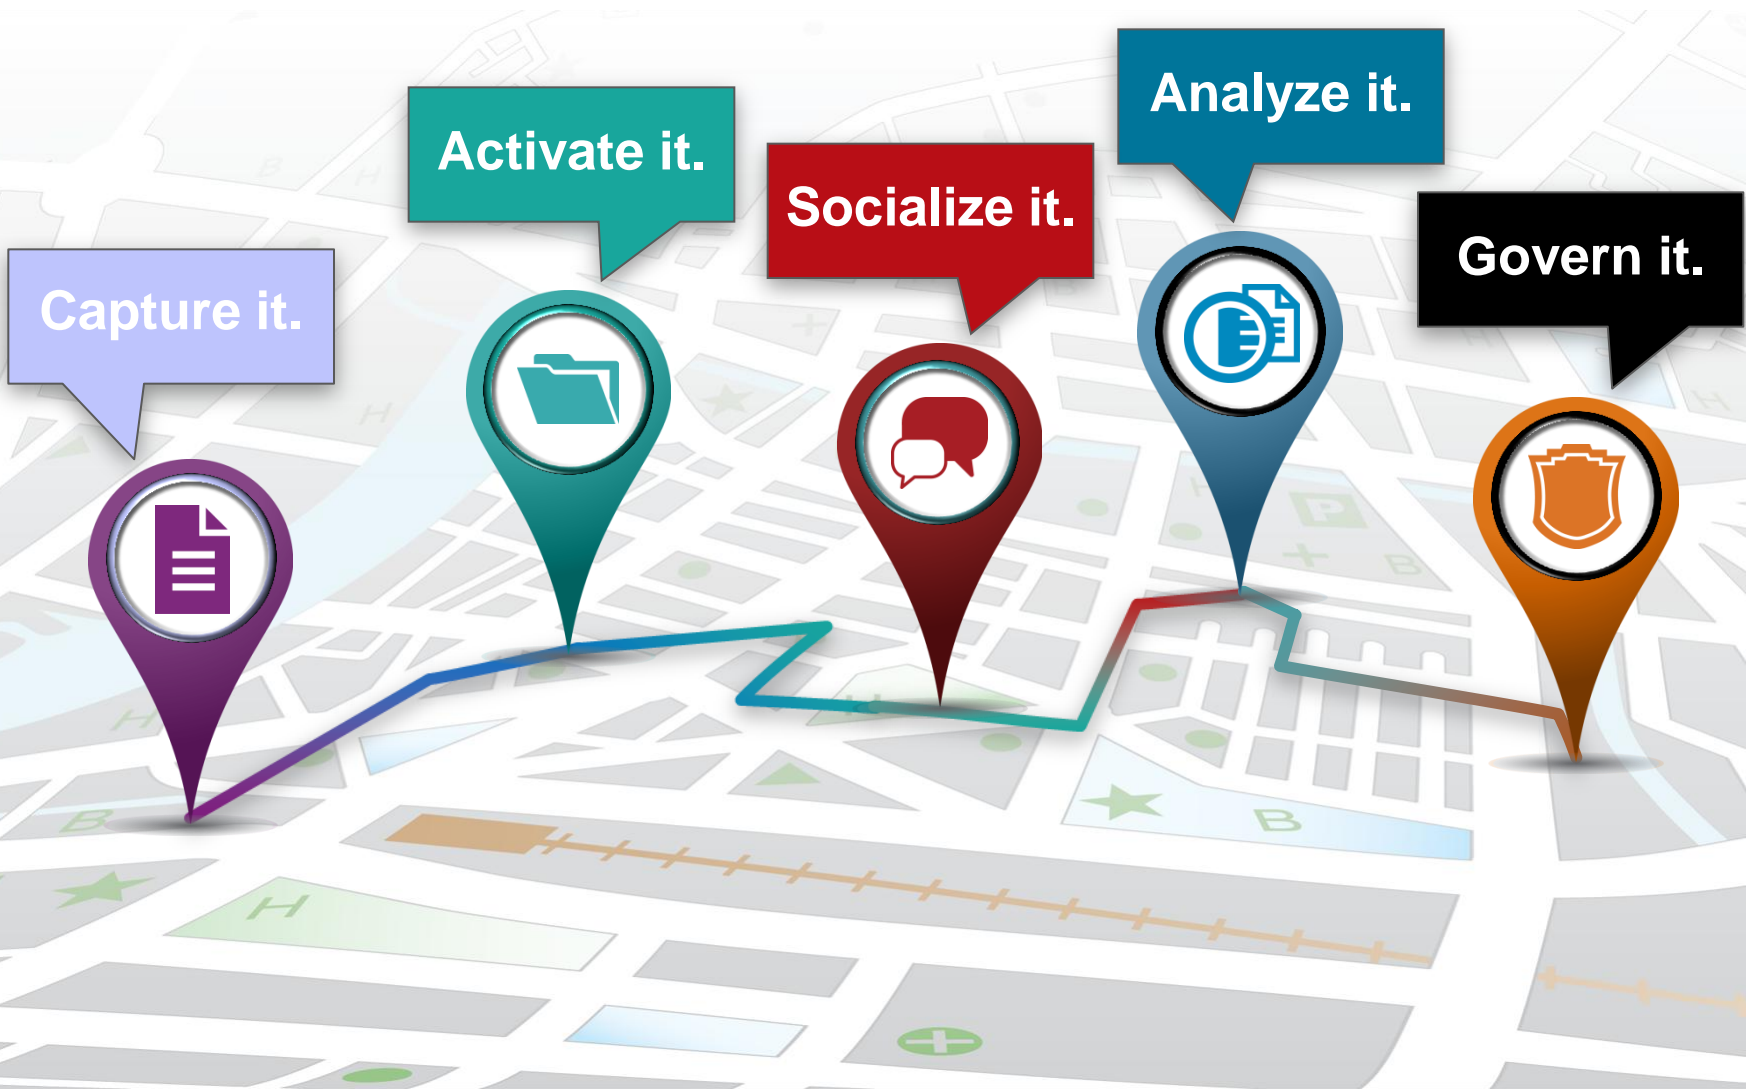 Capture it.
Activate it.
Socialize it.
Analyze it.
Govern it.
B
H
H
H
P
B
H
H
H
B
B
H